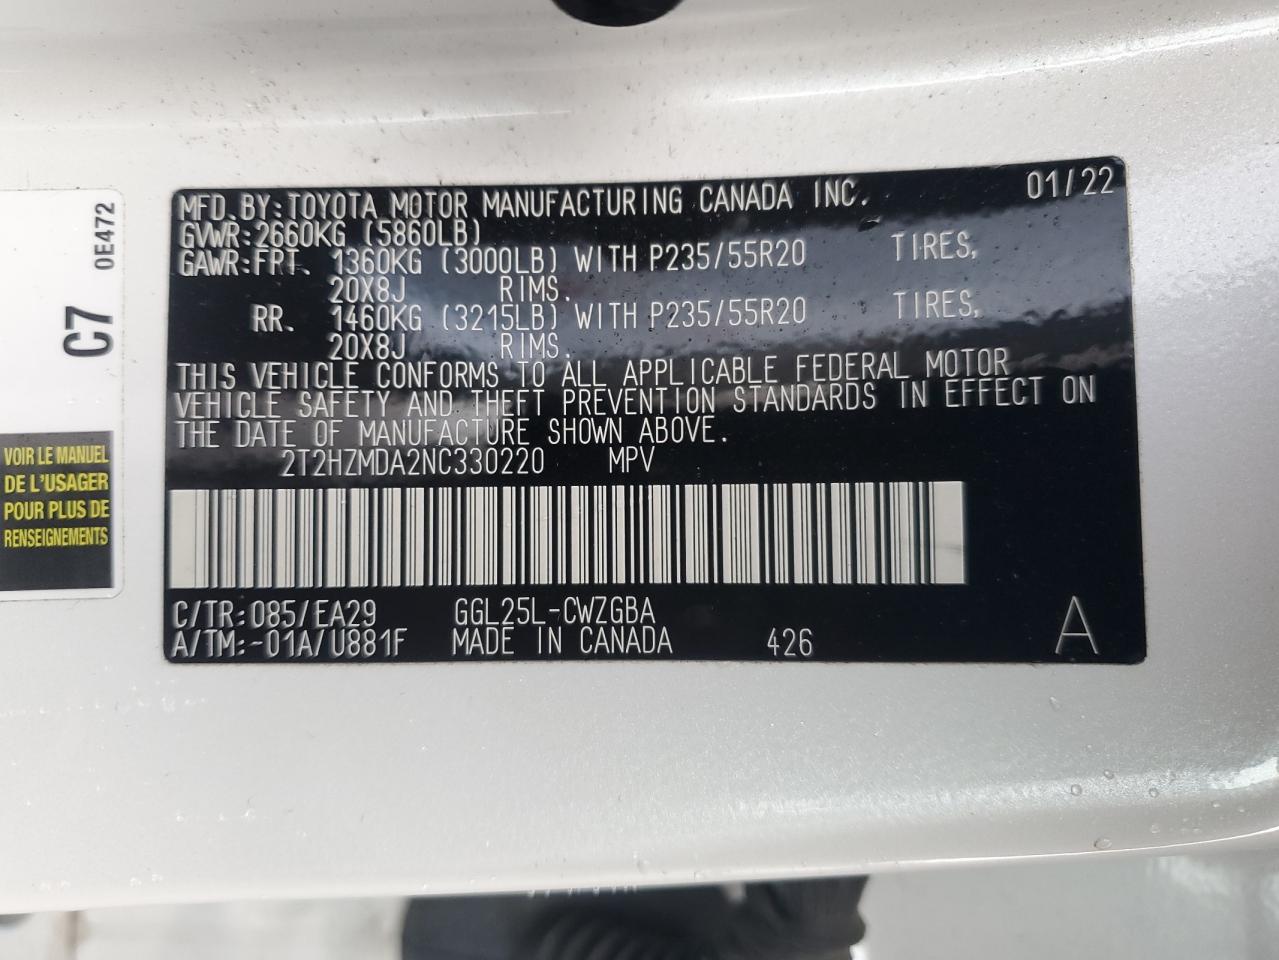 MFD.BY:TOYOTA MOTOR MANUFACTURING CANADA INC. 01/22
GVWR:2660KG (5860LB)
GAWR:FRT. 1360KG (3000LB) WITH P235/55R20 TIRES,
20X8J RIMS.
RR. 1460KG (3215LB) WITH P235/55R20 TIRES,
20X8J RIMS.
THIS VEHICLE CONFORMS TO ALL APPLICABLE FEDERAL MOTOR
VEHICLE SAFETY AND THEFT PREVENTION STANDARDS IN EFFECT ON
THE DATE OF MANUFACTURE SHOWN ABOVE.
2T2HZMDA2NC330220 MPV
C/TR:085/EA29 GGL25L-CWZGBA
A/TM:-01A/U881F MADE IN CANADA 426 A
C7 0E472
VOIR LE MANUEL
DE L'USAGER
POUR PLUS DE
RENSEIGNEMENTS